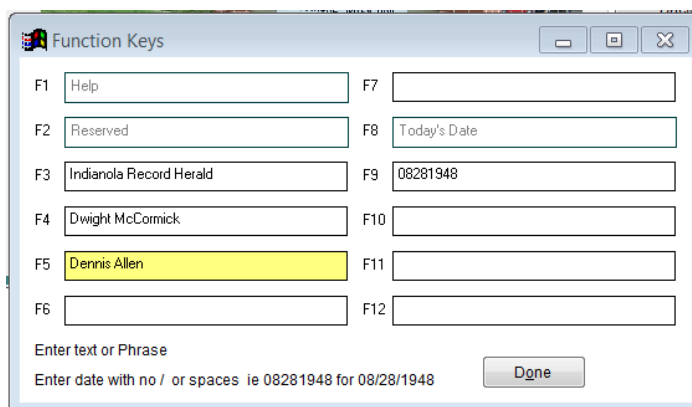 Function Keys
F1 Help
F2 Reserved
F3 Indianola Record Herald
F4 Dwight McCormick
F5 Dennis Allen
F6
F7
F8 Today's Date
F9 08281948
F10
F11
F12
Enter text or Phrase
Enter date with no / or spaces ie 08281948 for 08/28/1948
Done